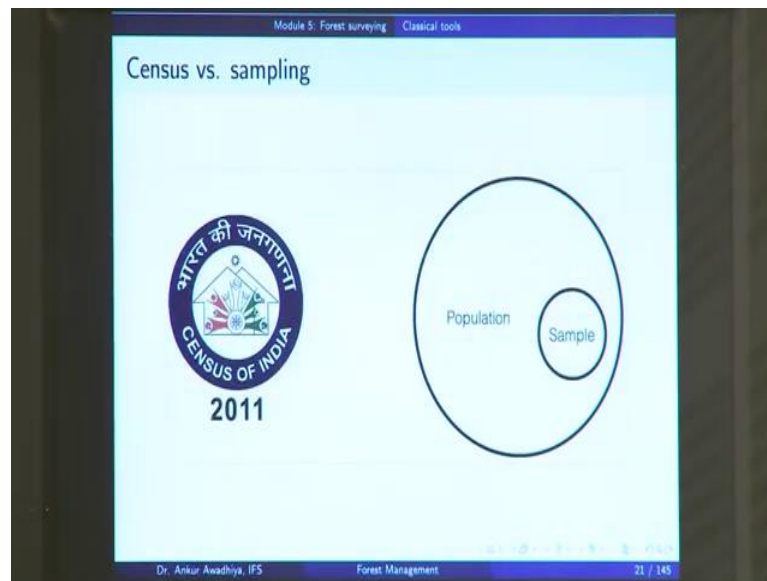 Module 5: Forest surveying Classical tools
Census vs. sampling
भारत की जनगणना
CENSUS OF INDIA
2011
Population
Sample
Dr. Ankur Awadhiya, IFS Forest Management 21 / 145